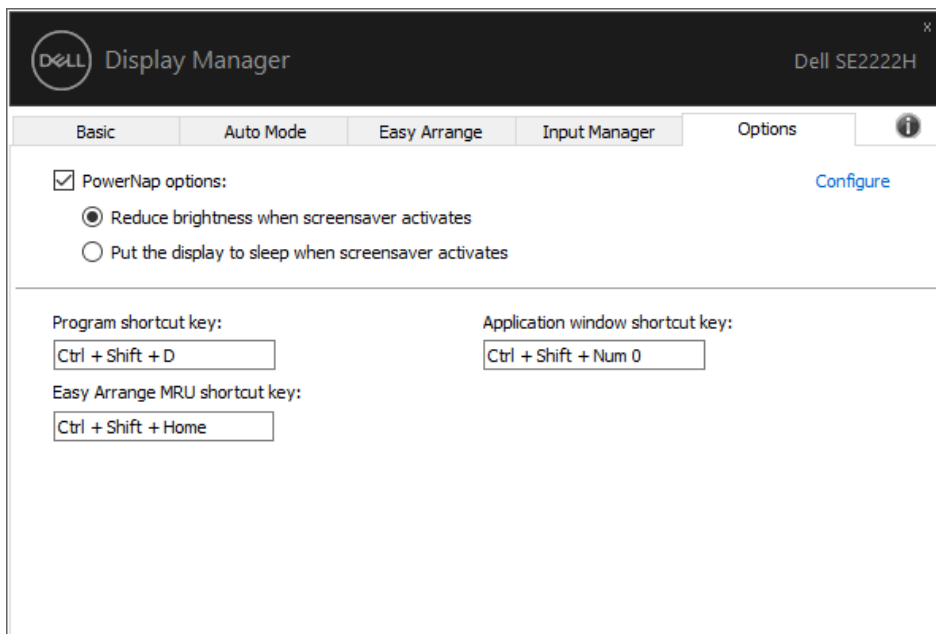 x
DELL Display Manager
Dell SE2222H
Basic Auto Mode Easy Arrange Input Manager Options i
PowerNap options: Configure
Reduce brightness when screensaver activates
Put the display to sleep when screensaver activates
Program shortcut key: Application window shortcut key:
Ctrl + Shift + D Ctrl + Shift + Num 0
Easy Arrange MRU shortcut key:
Ctrl + Shift + Home